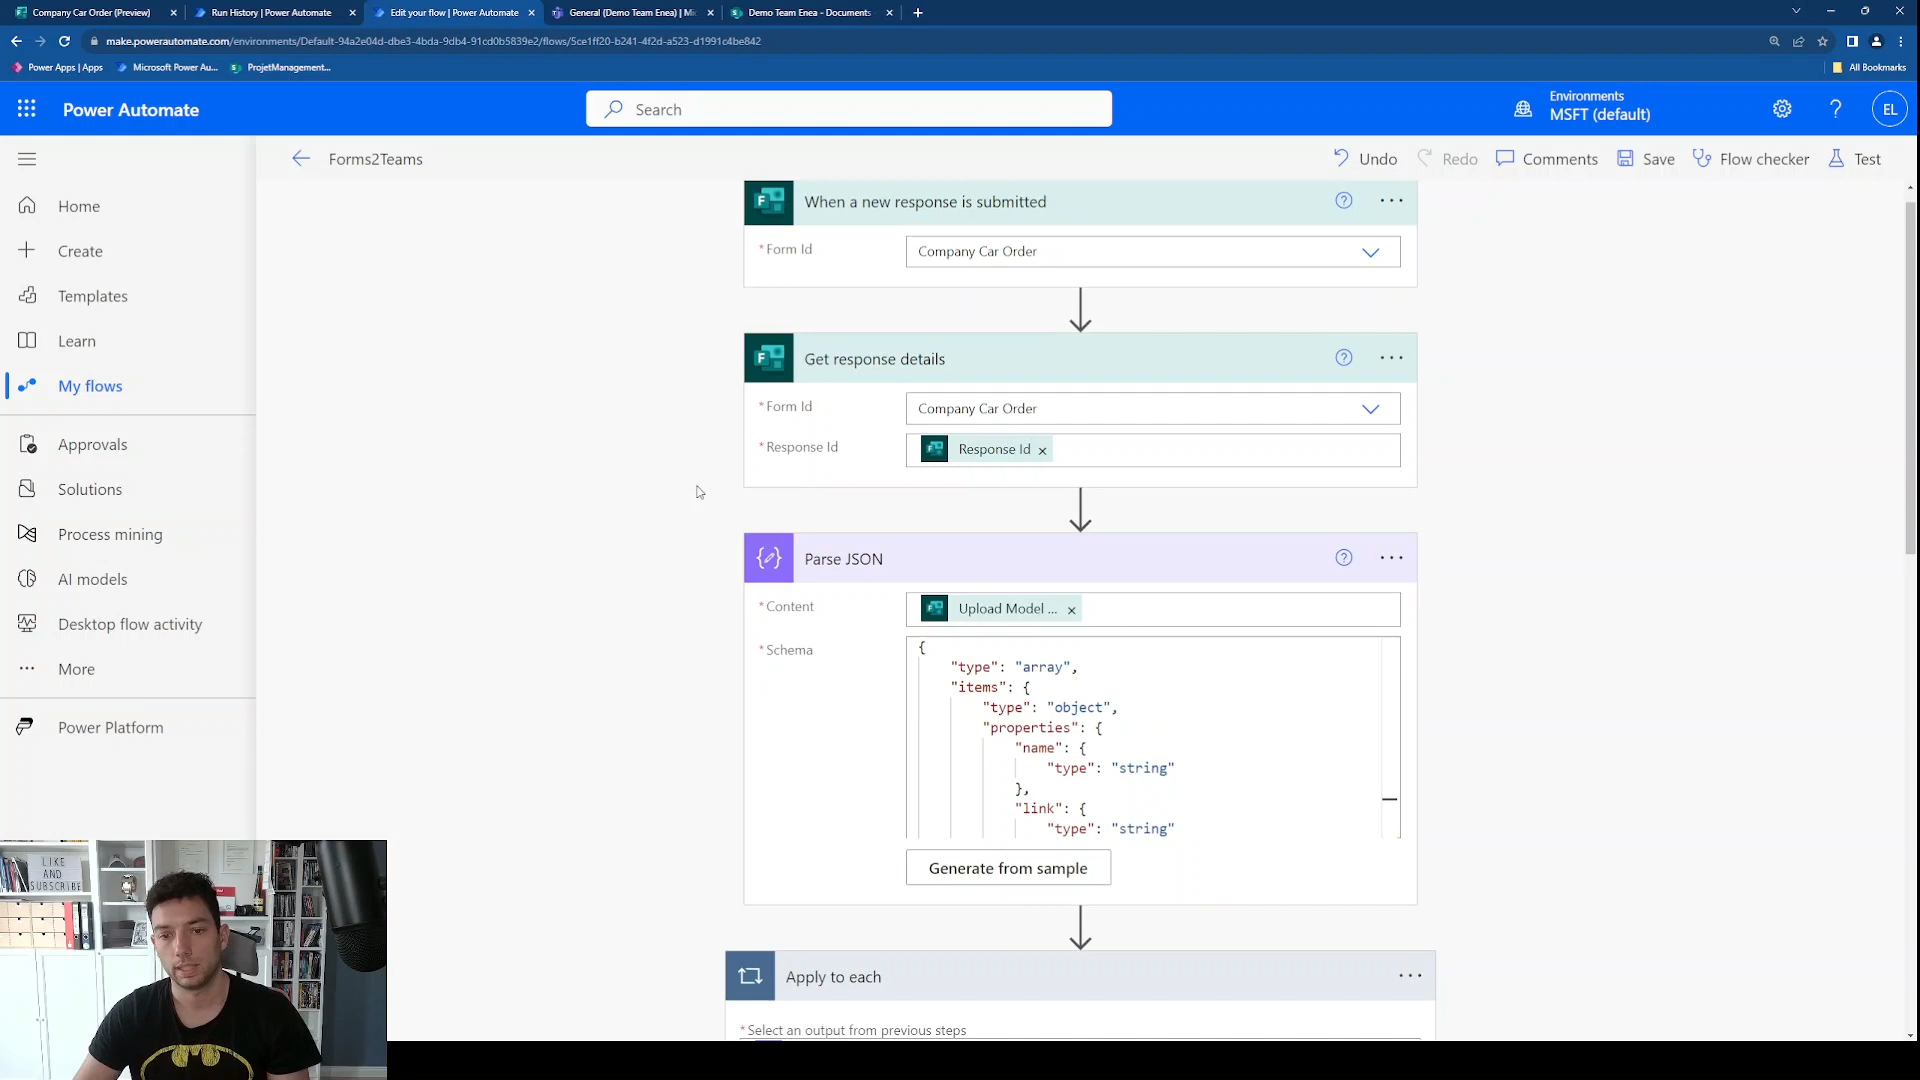 Company Car Order (Preview)
Run History | Power Automate
Edit your flow | Power Automate
General (Demo Team Enea) | Mi
Demo Team Enea - Documents
make.powerautomate.com/environments/Default-94a2e04d-dbe3-4bda-9db4-91cd0b5839e2/flows/5ce1ff20-b241-4f2d-a523-d1991c4be842
Power Apps | Apps
Microsoft Power Au...
ProjetManagement...
All Bookmarks
Power Automate
Search
Environments
MSFT (default)
EL
Forms2Teams
Undo
Redo
Comments
Save
Flow checker
Test
Home
Create
Templates
Learn
My flows
Approvals
Solutions
Process mining
AI models
Desktop flow activity
More
Power Platform
When a new response is submitted
* Form Id
Company Car Order
Get response details
* Form Id
Company Car Order
* Response Id
Response Id
Parse JSON
* Content
Upload Model ...
* Schema
{
"type": "array",
"items": {
"type": "object",
"properties": {
"name": {
"type": "string"
},
"link": {
"type": "string"
Generate from sample
Apply to each
* Select an output from previous steps
LIKE
AND
SUBSCRIBE